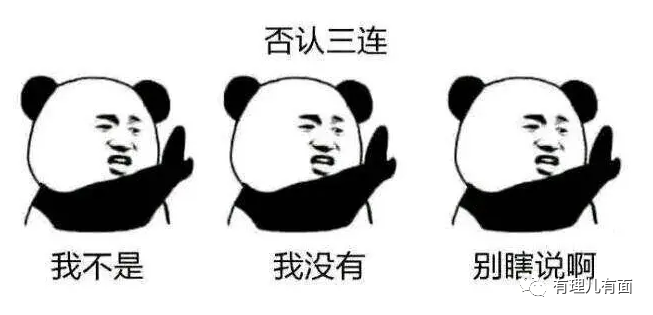 否认三连
我不是
我没有
别瞎说啊
有理儿有面